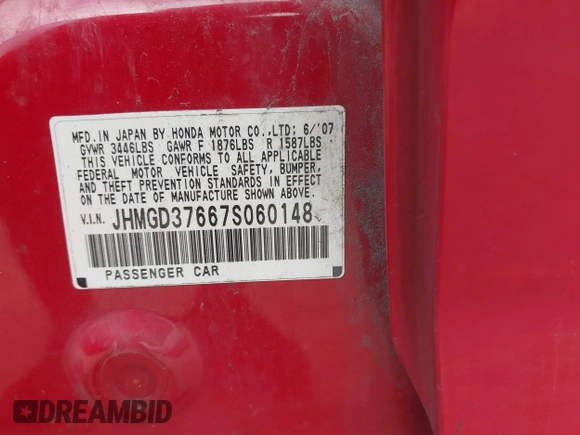 MFD.IN JAPAN BY HONDA MOTOR CO.,LTD; 6/'07
GVWR 3446LBS GAWR F 1876LBS R 1587LBS
THIS VEHICLE CONFORMS TO ALL APPLICABLE
FEDERAL MOTOR VEHICLE SAFETY, BUMPER,
AND THEFT PREVENTION STANDARDS IN EFFECT
ON THE DATE OF MANUFACTURE SHOWN ABOVE.
V.I.N. JHMGD37667S060148
PASSENGER CAR
DREAMBID